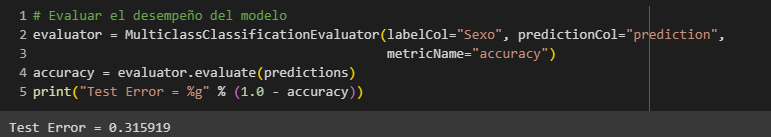 1 # Evaluar el desempeño del modelo
2 evaluator = MulticlassClassificationEvaluator(labelCol="Sexo", predictionCol="prediction",
3 metricName="accuracy")
4 accuracy = evaluator.evaluate(predictions)
5 print("Test Error = %g" % (1.0 - accuracy))
Test Error = 0.315919